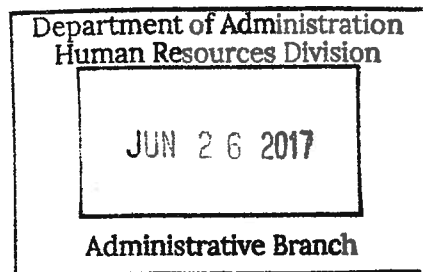 Department of Administration
Human Resources Division
JUN 26 2017
Administrative Branch